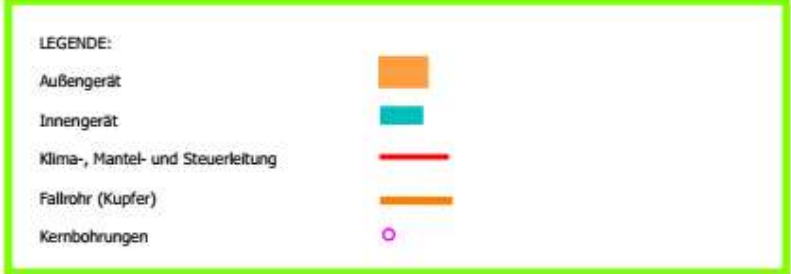 LEGENDE:
Außengerät
Innengerät
Klima-, Mantel- und Steuerleitung
Fallrohr (Kupfer)
Kernbohrungen